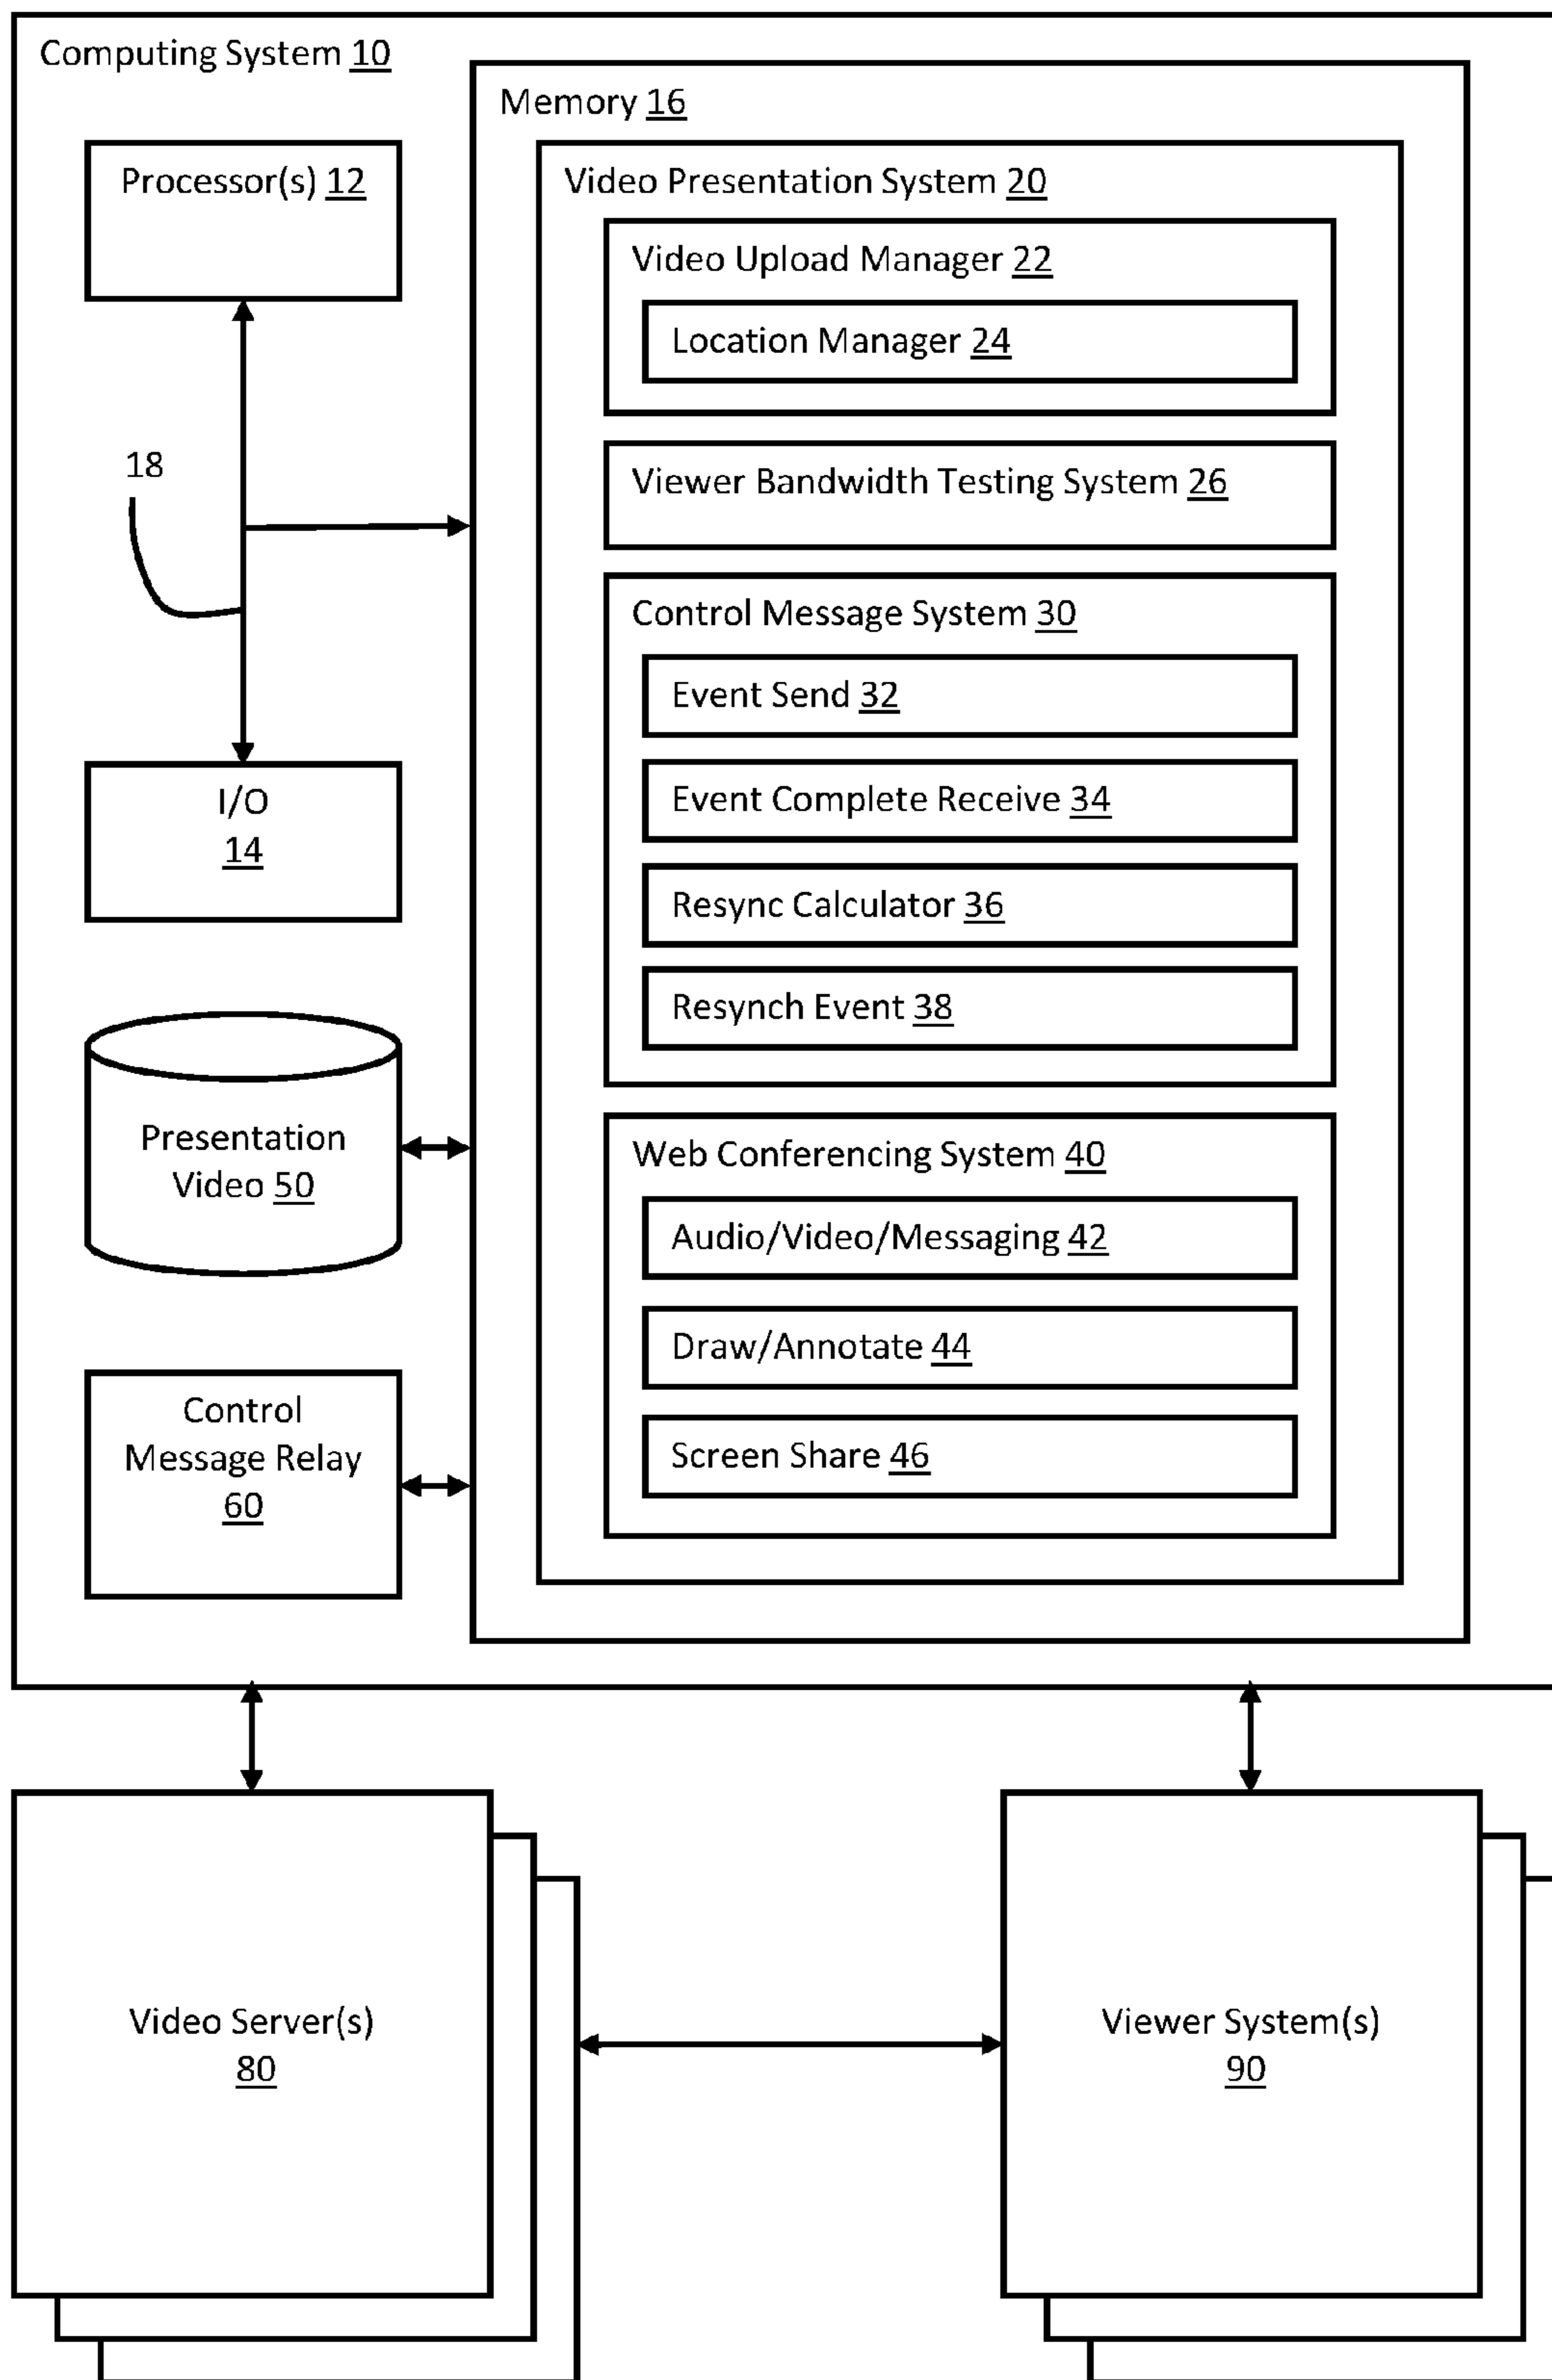 Computing System 10
Memory 16
Processor(s) 12
Video Presentation System 20
Video Upload Manager 22
Location Manager 24
18
Viewer Bandwidth Testing System 26
Control Message System 30
Event Send 32
Event Complete Receive 34
Resync Calculator 36
Resynch Event 38
I/O
14
Presentation
Video 50
Web Conferencing System 40
Audio/Video/Messaging 42
Draw/Annotate 44
Screen Share 46
Control
Message Relay
60
Video Server(s)
80
Viewer System(s)
90